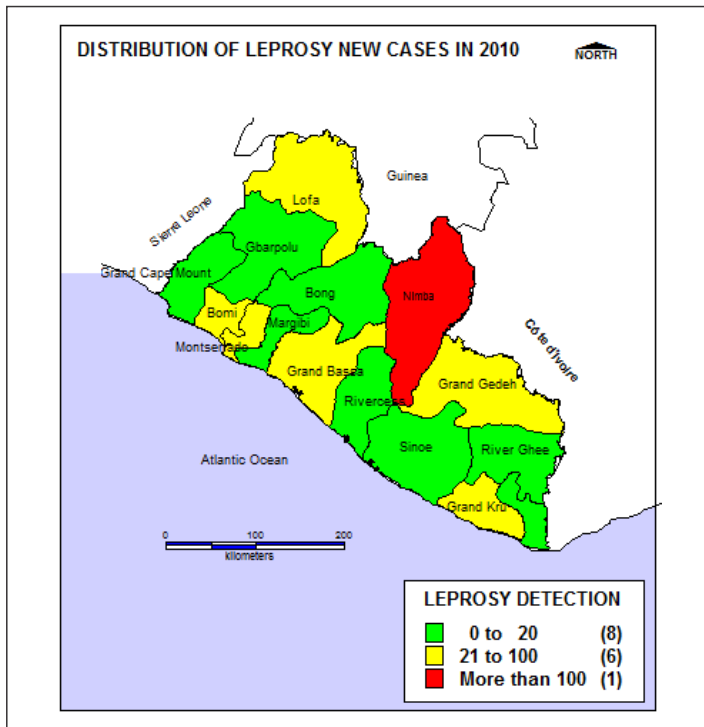 DISTRIBUTION OF LEPROSY NEW CASES IN 2010
NORTH
Guinea
Lofa
Sierra Leone
Gbarpolu
Grand Cape Mount
Bong
Nimba
Bomi
Margibi
Côte d'Ivoire
Montserrado
Grand Bassa
Grand Gedeh
Rivercess
Sinoe
River Ghee
Atlantic Ocean
Grand Kru
0 100 200
kilometers
LEPROSY DETECTION
0 to 20 (8)
21 to 100 (6)
More than 100 (1)